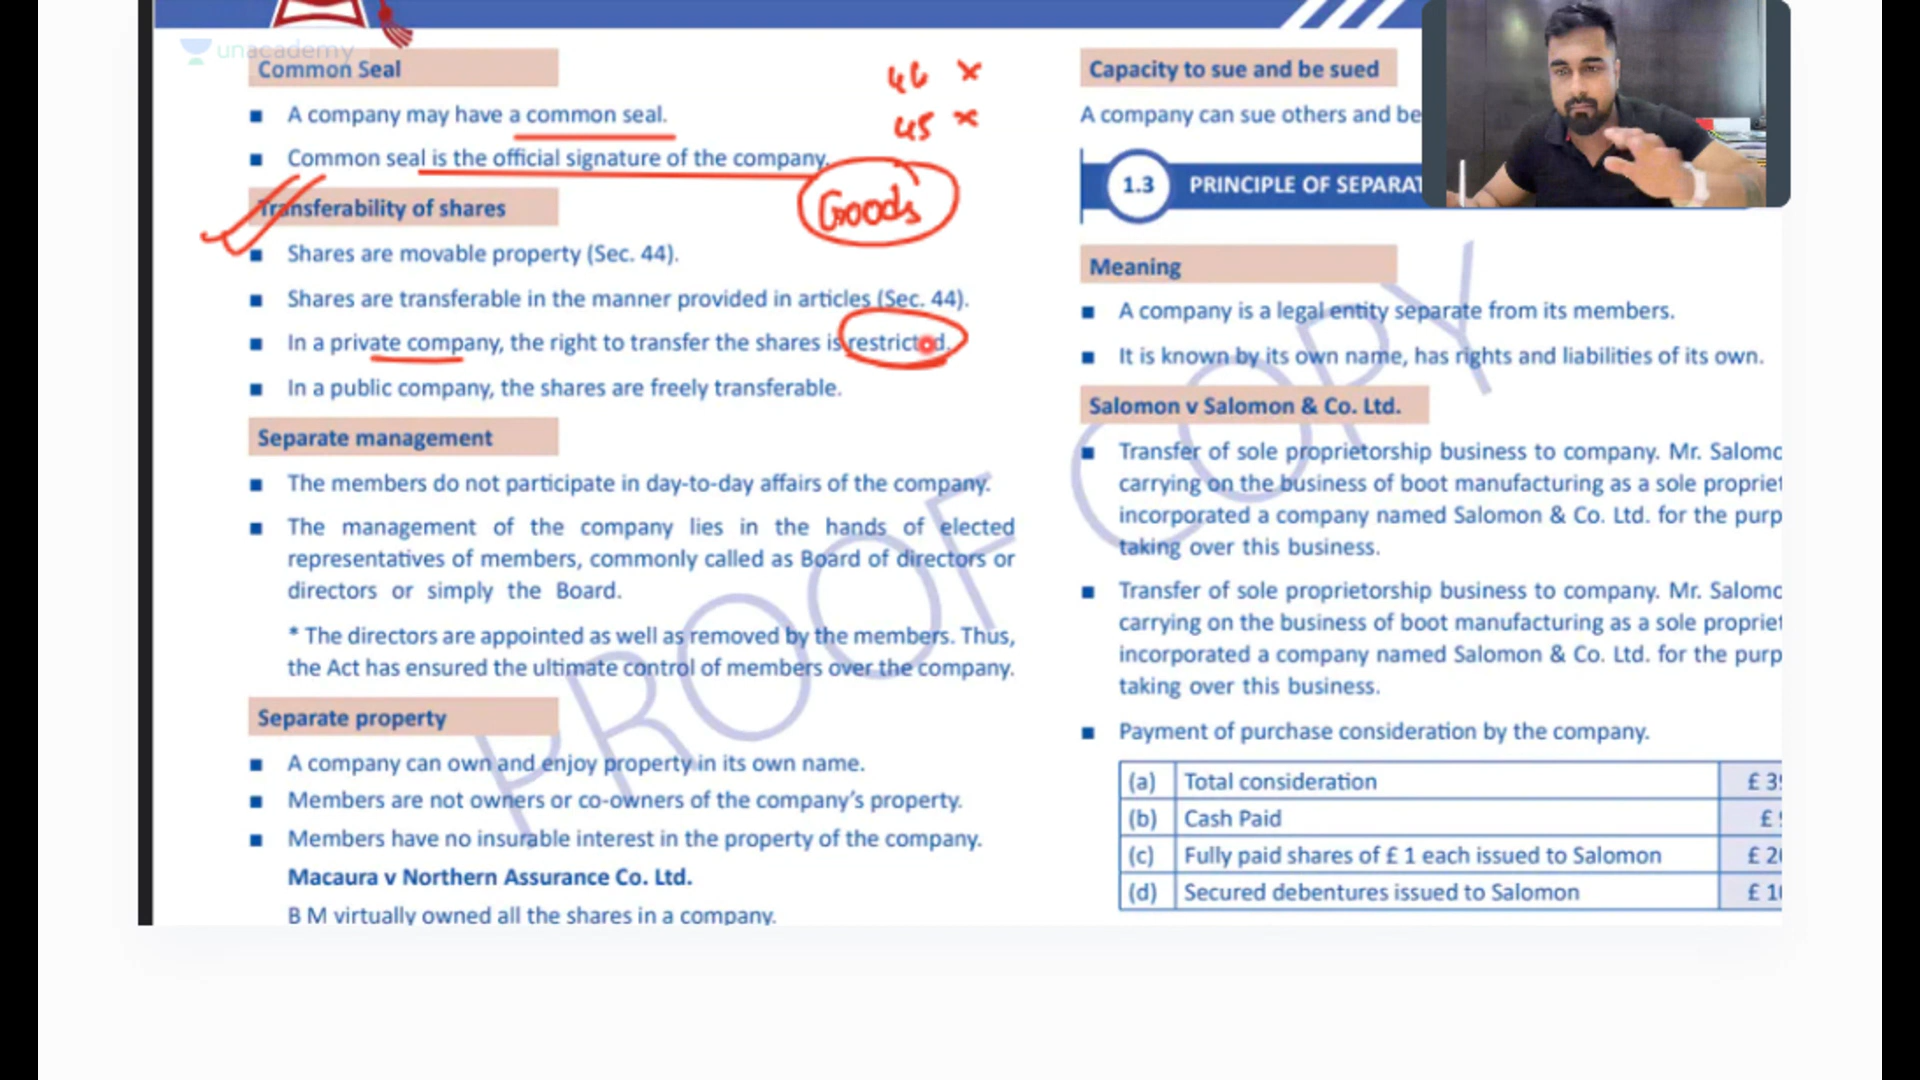 unacademy
Common Seal
■ A company may have a common seal.
■ Common seal is the official signature of the company.
Transferability of shares
■ Shares are movable property (Sec. 44).
■ Shares are transferable in the manner provided in articles (Sec. 44).
■ In a private company, the right to transfer the shares is restricted.
■ In a public company, the shares are freely transferable.
46 ×
45 ×
Goods
Separate management
■ The members do not participate in day-to-day affairs of the company.
■ The management of the company lies in the hands of elected
representatives of members, commonly called as Board of directors or
directors or simply the Board.
* The directors are appointed as well as removed by the members. Thus,
the Act has ensured the ultimate control of members over the company.
Separate property
■ A company can own and enjoy property in its own name.
■ Members are not owners or co-owners of the company's property.
■ Members have no insurable interest in the property of the company.
Macaura v Northern Assurance Co. Ltd.
B M virtually owned all the shares in a company.
Capacity to sue and be sued
A company can sue others and be
1.3 PRINCIPLE OF SEPARAT
Meaning
■ A company is a legal entity separate from its members.
■ It is known by its own name, has rights and liabilities of its own.
Salomon v Salomon & Co. Ltd.
■ Transfer of sole proprietorship business to company. Mr. Salomo
carrying on the business of boot manufacturing as a sole propriet
incorporated a company named Salomon & Co. Ltd. for the purp
taking over this business.
■ Transfer of sole proprietorship business to company. Mr. Salomo
carrying on the business of boot manufacturing as a sole propriet
incorporated a company named Salomon & Co. Ltd. for the purp
taking over this business.
■ Payment of purchase consideration by the company.
(a) Total consideration £ 39
(b) Cash Paid £
(c) Fully paid shares of £ 1 each issued to Salomon £ 20
(d) Secured debentures issued to Salomon £ 10
PROOF COPY